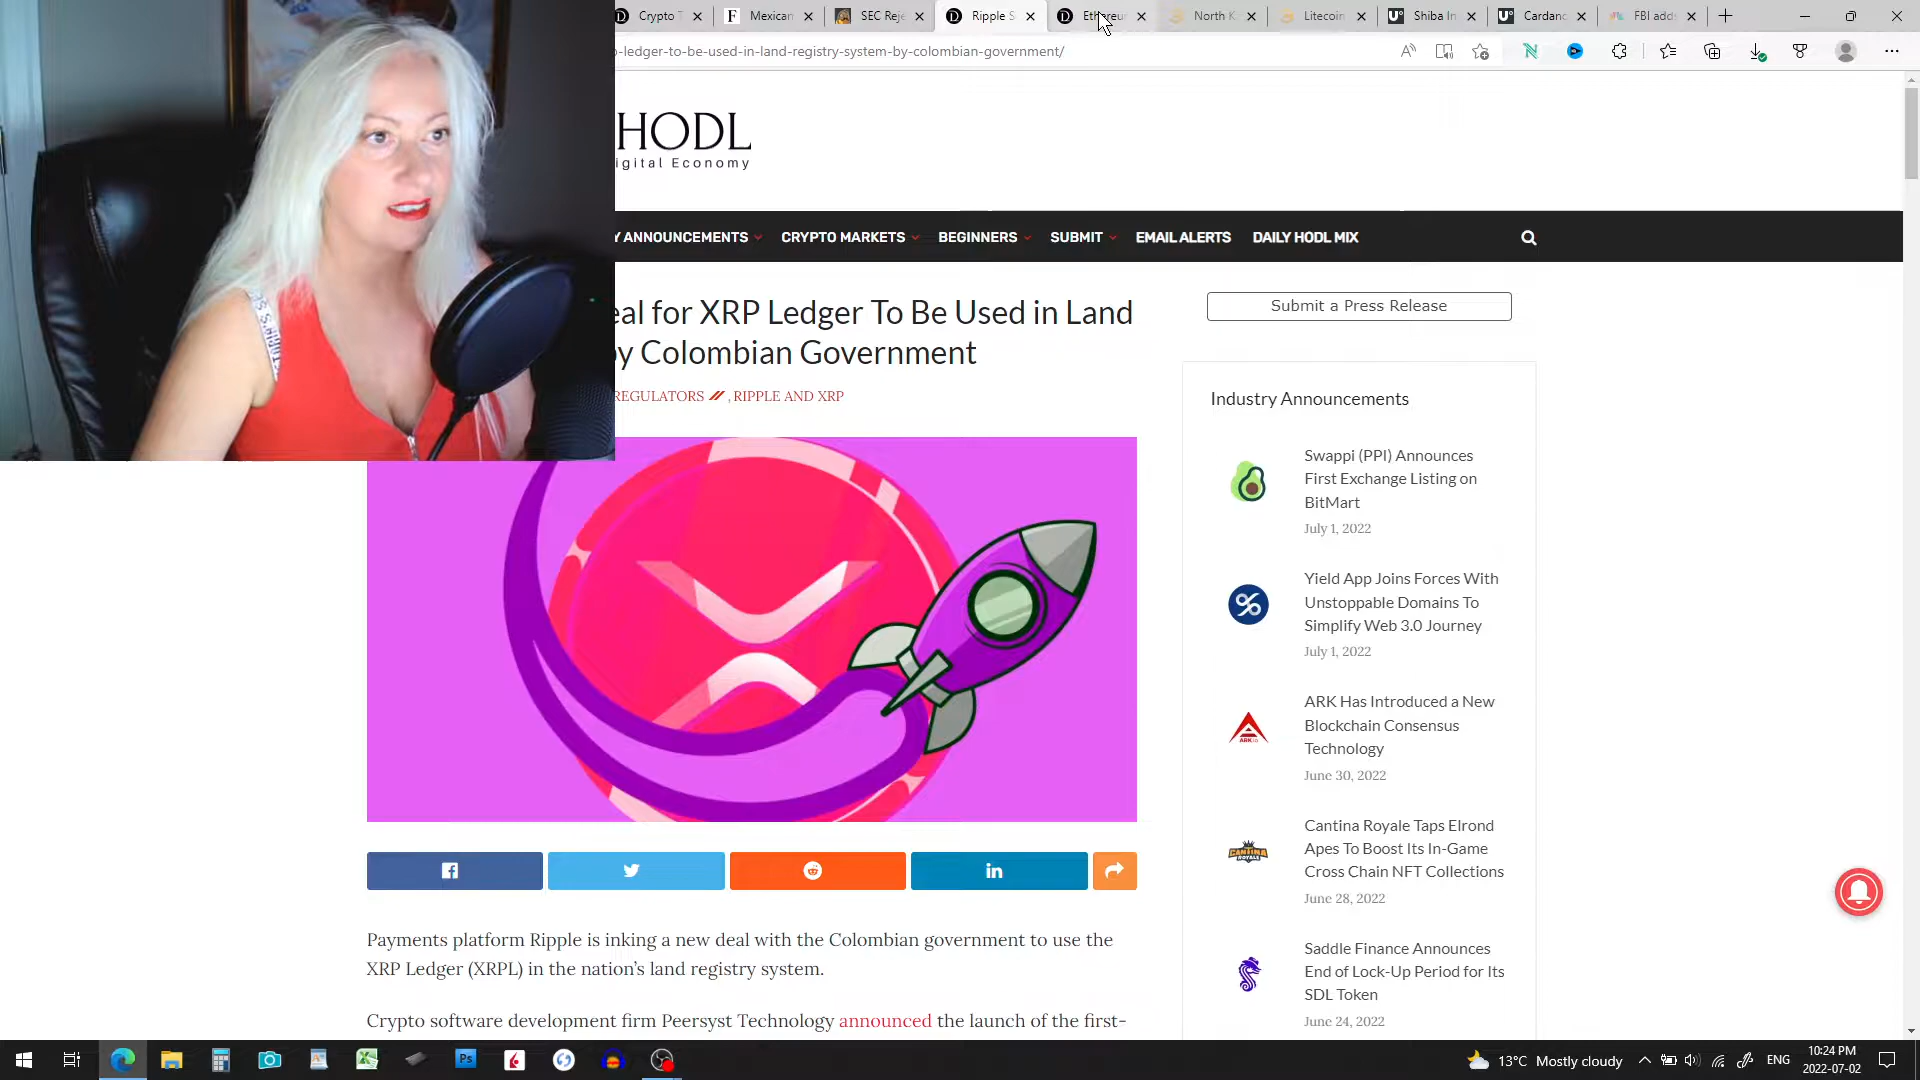 Crypto
Mexican
SEC Reje
Ripple S
Ethereu
North K
Litecoin
Shiba In
Cardanc
FBI adds
-ledger-to-be-used-in-land-registry-system-by-colombian-government/
HODL
igital Economy
Y ANNOUNCEMENTS
CRYPTO MARKETS
BEGINNERS
SUBMIT
EMAIL ALERTS
DAILY HODL MIX
eal for XRP Ledger To Be Used in Land
by Colombian Government
REGULATORS
, RIPPLE AND XRP
Payments platform Ripple is inking a new deal with the Colombian government to use the
XRP Ledger (XRPL) in the nation's land registry system.
Crypto software development firm Peersyst Technology announced the launch of the first-
Submit a Press Release
Industry Announcements
Swappi (PPI) Announces
First Exchange Listing on
BitMart
July 1, 2022
Yield App Joins Forces With
Unstoppable Domains To
Simplify Web 3.0 Journey
July 1, 2022
ARK Has Introduced a New
Blockchain Consensus
Technology
June 30, 2022
Cantina Royale Taps Elrond
Apes To Boost Its In-Game
Cross Chain NFT Collections
June 28, 2022
Saddle Finance Announces
End of Lock-Up Period for Its
SDL Token
June 24, 2022
13°C Mostly cloudy
ENG
10:24 PM
2022-07-02